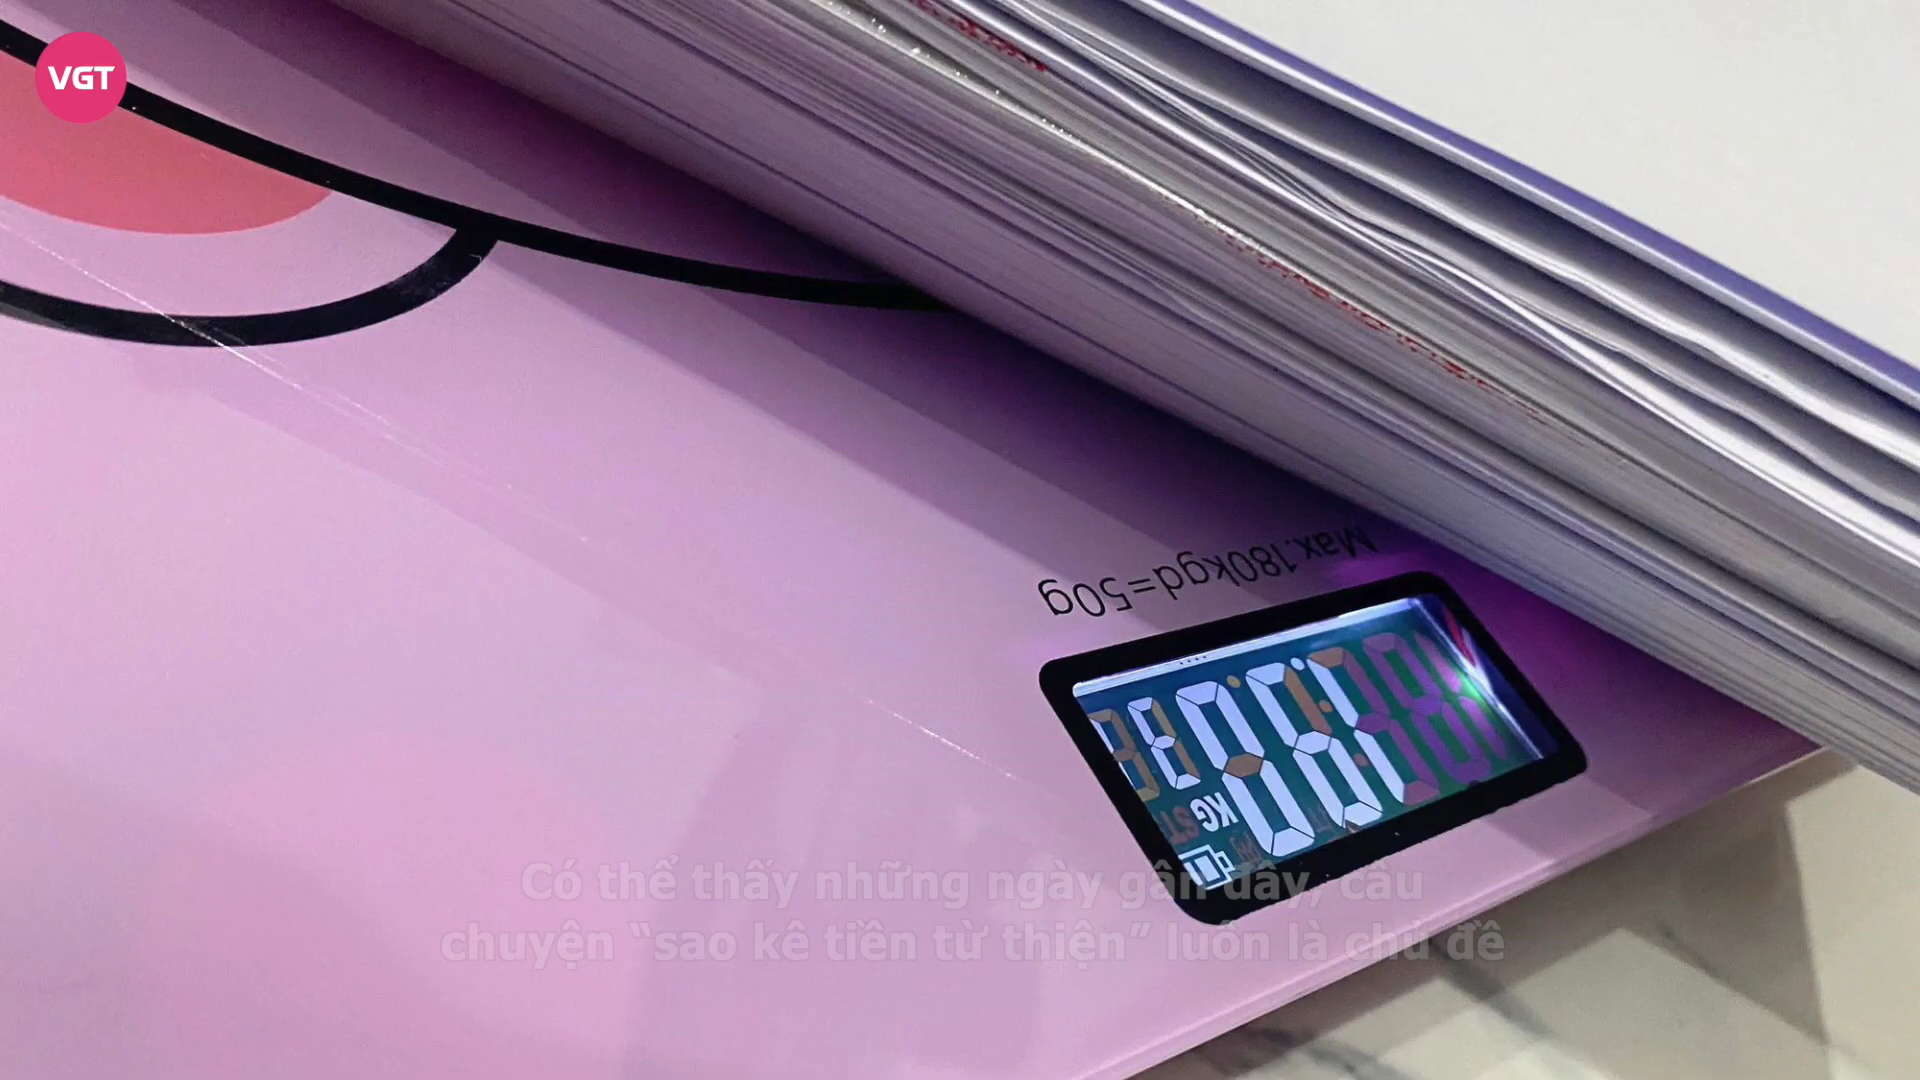 VGT
Max.180kgd=50g
KG
Có thể thấy những ngày gần đây, câu
chuyện “sao kê tiền từ thiện” luôn là chủ đề